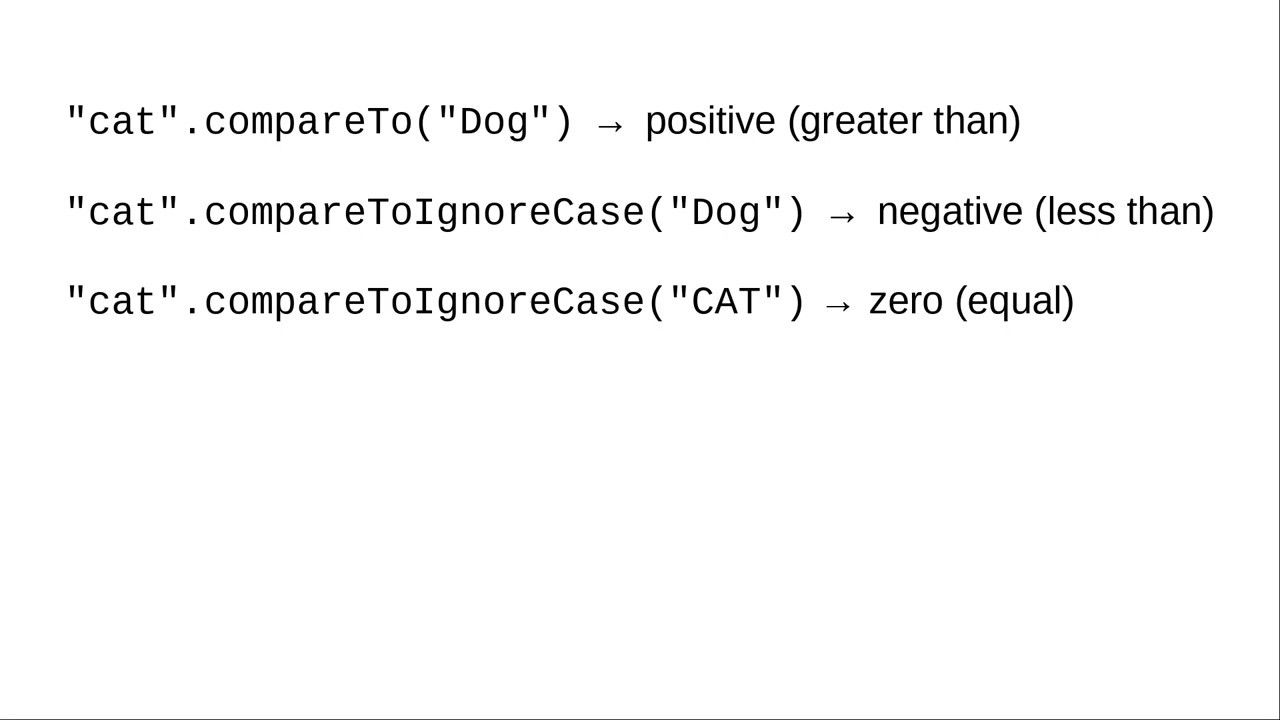 "cat".compareTo("Dog") → positive (greater than)
"cat".compareToIgnoreCase("Dog") → negative (less than)
"cat".compareToIgnoreCase("CAT") → zero (equal)